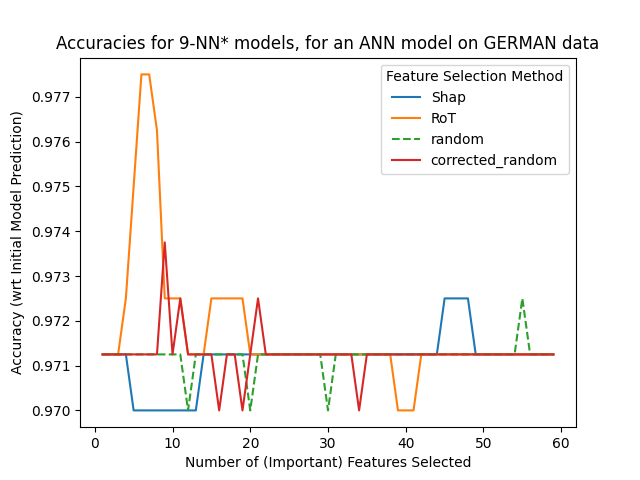 Accuracies for 9-NN* models, for an ANN model on GERMAN data
Feature Selection Method
Shap
RoT
random
corrected_random
Accuracy (wrt Initial Model Prediction)
0.977
0.976
0.975
0.974
0.973
0.972
0.971
0.970
0
10
20
30
40
50
60
Number of (Important) Features Selected